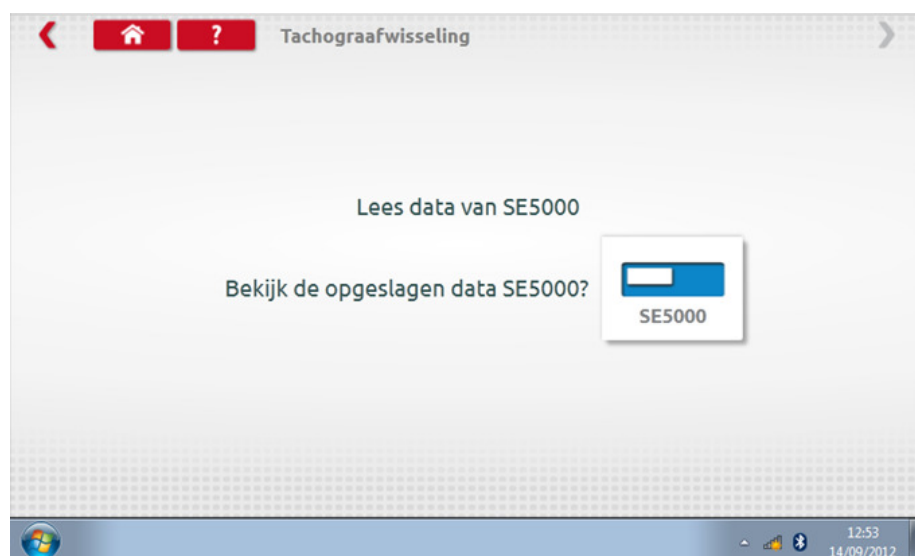 ? Tachograafwisseling
Lees data van SE5000
Bekijk de opgeslagen data SE5000?
SE5000
12:53
14/09/2012